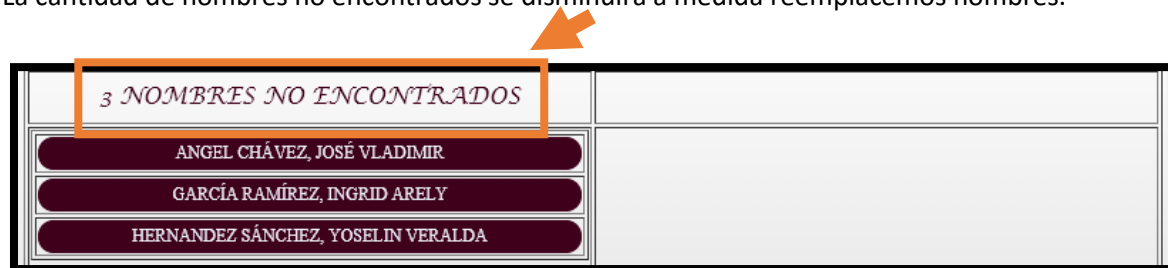 La cantidad de nombres no encontrados se disminuirá a medida reemplacemos nombres.
3 NOMBRES NO ENCONTRADOS
ANGEL CHÁVEZ, JOSÉ VLADIMIR
GARCÍA RAMÍREZ, INGRID ARELY
HERNANDEZ SÁNCHEZ, YOSELIN VERALDA